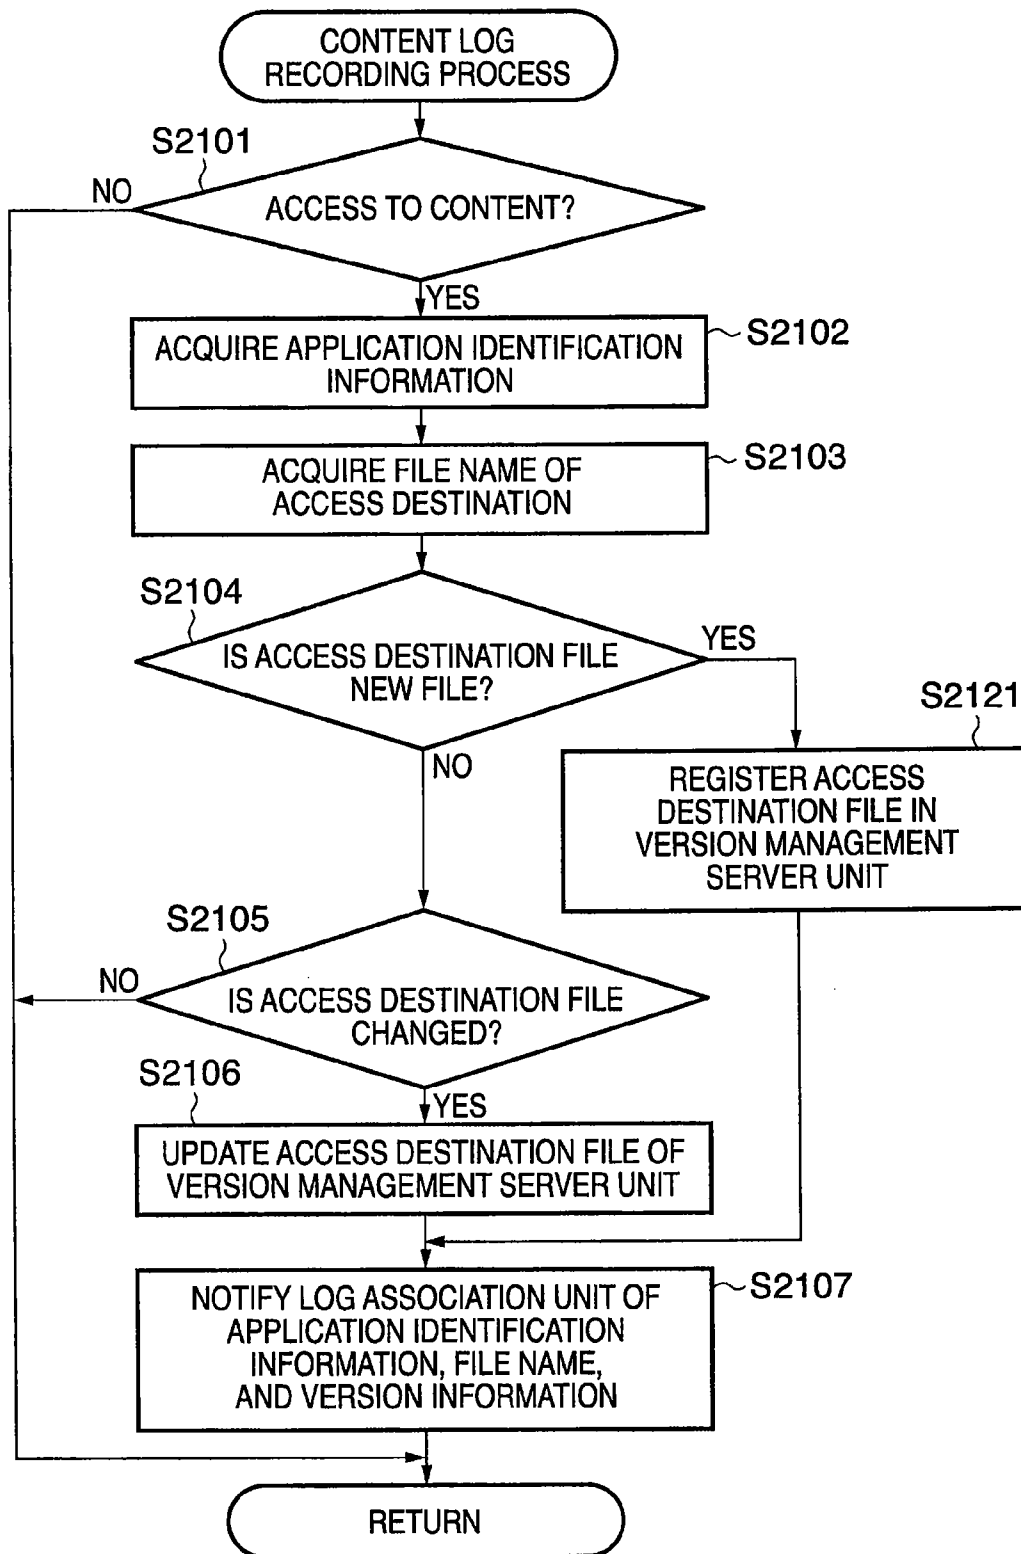 CONTENT LOG
RECORDING PROCESS
S2101
NO
ACCESS TO CONTENT?
YES
S2102
ACQUIRE APPLICATION IDENTIFICATION
INFORMATION
S2103
ACQUIRE FILE NAME OF
ACCESS DESTINATION
S2104
YES
IS ACCESS DESTINATION FILE
NEW FILE?
NO
S2121
REGISTER ACCESS
DESTINATION FILE IN
VERSION MANAGEMENT
SERVER UNIT
S2105
NO
IS ACCESS DESTINATION FILE
CHANGED?
S2106
YES
UPDATE ACCESS DESTINATION FILE OF
VERSION MANAGEMENT SERVER UNIT
S2107
NOTIFY LOG ASSOCIATION UNIT OF
APPLICATION IDENTIFICATION
INFORMATION, FILE NAME,
AND VERSION INFORMATION
RETURN